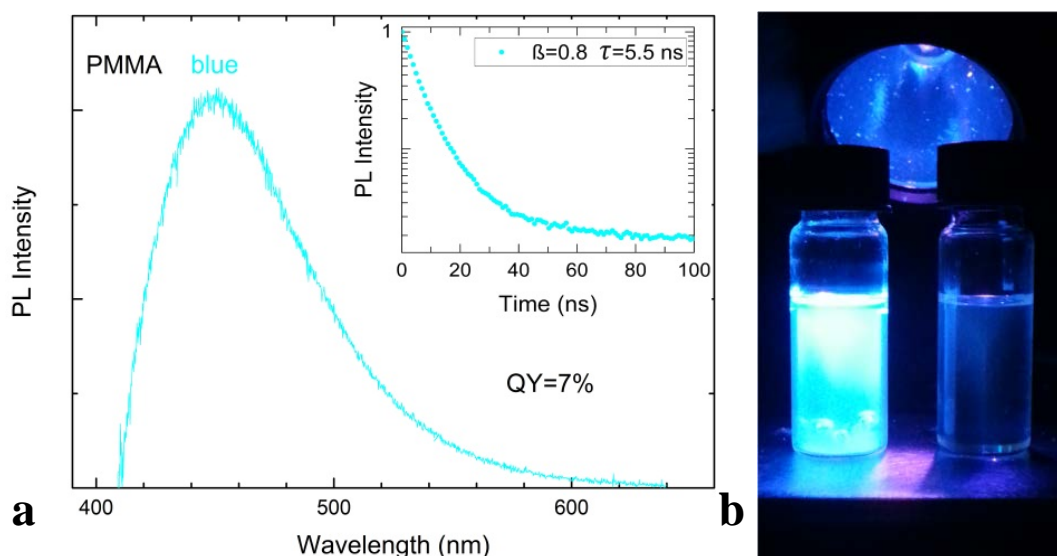 PMMA blue
1
ß=0.8 τ=5.5 ns
PL Intensity
0 20 40 60 80 100
Time (ns)
QY=7%
PL Intensity
400 500 600
Wavelength (nm)
a
b